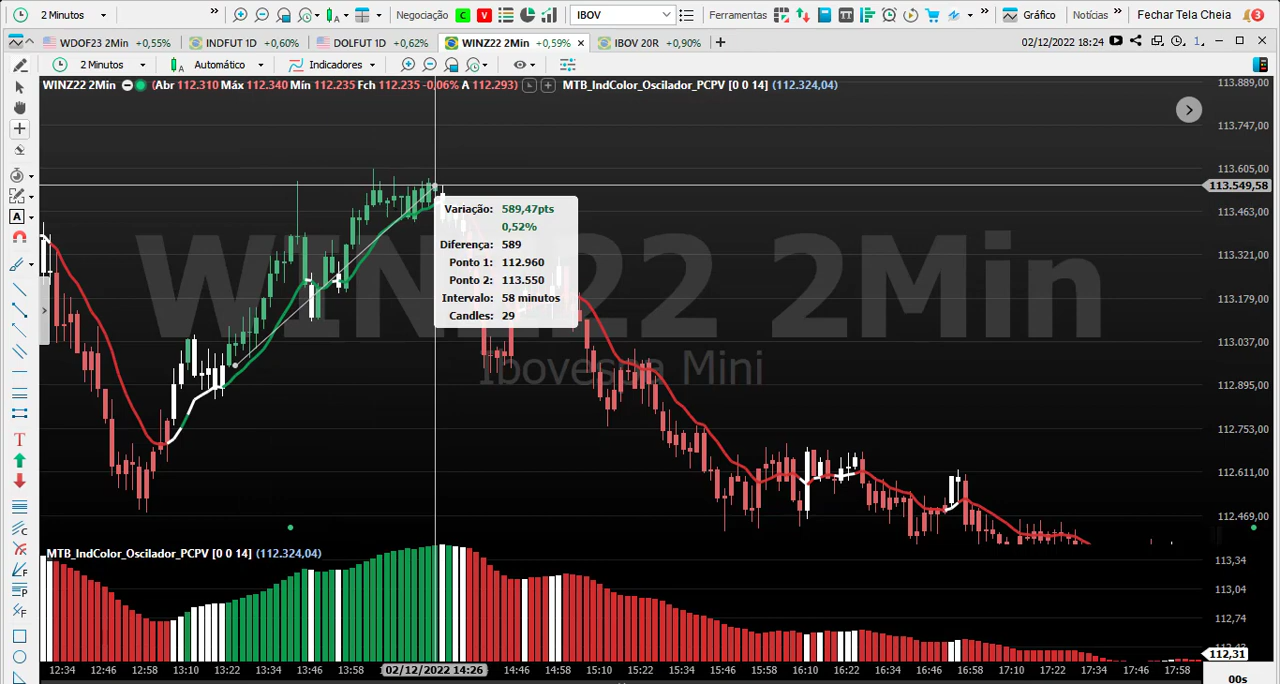 2 Minutos
Negociação
IBOV
Ferramentas
Gráfico
Notícias
Fechar Tela Cheia
3
WDOF23 2Min +0,55%
INDFUT 1D +0,60%
DOLFUT 1D +0,62%
WINZ22 2Min +0,59%
IBOV 20R +0,90%
02/12/2022 18:24
2 Minutos
Automático
Indicadores
WINZ22 2Min
(Abr 112.310 Máx 112.340 Mín 112.235 Fch 112.235 -0,06% A 112.293)
MTB_IndColor_Oscilador_PCPV [0 0 14] (112.324,04)
WINZ22 2Min
Ibovespa Mini
Variação: 589,47pts
0,52%
Diferença: 589
Ponto 1: 112.960
Ponto 2: 113.550
Intervalo: 58 minutos
Candles: 29
113.889,00
113.747,00
113.605,00
113.549,58
113.463,00
113.321,00
113.179,00
113.037,00
112.895,00
112.753,00
112.611,00
112.469,00
MTB_IndColor_Oscilador_PCPV [0 0 14] (112.324,04)
113,34
113,04
112,74
112,31
12:34 12:46 12:58 13:10 13:22 13:34 13:46 13:58 02/12/2022 14:26 14:46 14:58 15:10 15:22 15:34 15:46 15:58 16:10 16:22 16:34 16:46 16:58 17:10 17:22 17:34 17:46 17:58
00s